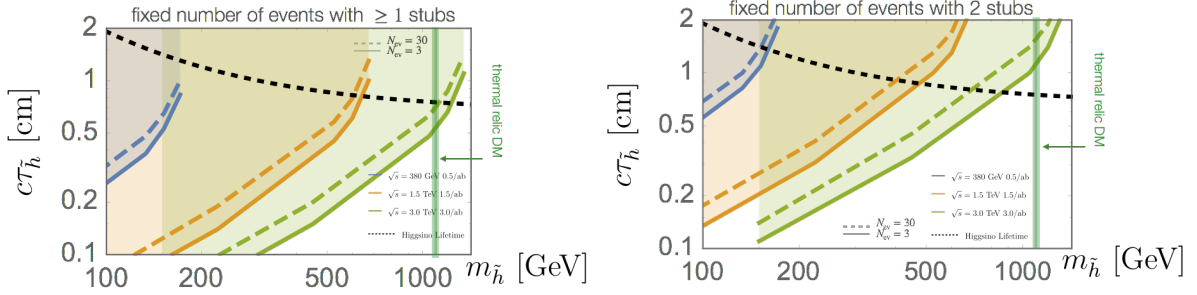 fixed number of events with ≥ 1 stubs
2
1
0.5
0.2
0.1
cτ_h̃ [cm]
N_ev = 30
N_ev = 3
thermal relic DM
√s = 380 GeV 0.5/ab
√s = 1.5 TeV 1.5/ab
√s = 3.0 TeV 3.0/ab
Higgsino Lifetime
100 200 500 1000
m_h̃ [GeV]
fixed number of events with 2 stubs
2
1
0.5
0.2
0.1
cτ_h̃ [cm]
thermal relic DM
√s = 380 GeV 0.5/ab
√s = 1.5 TeV 1.5/ab
√s = 3.0 TeV 3.0/ab
Higgsino Lifetime
N_ev = 30
N_ev = 3
100 200 500 1000
m_h̃ [GeV]